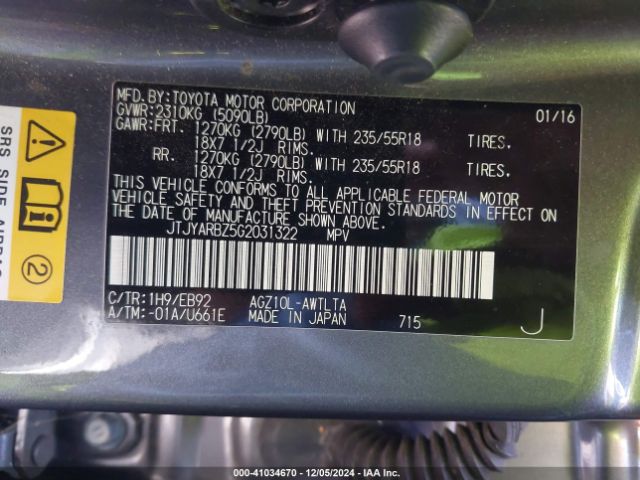 MFD. BY: TOYOTA MOTOR CORPORATION 01/16
GVWR: 2310KG (5090LB)
GAWR: FRT. 1270KG (2790LB) WITH 235/55R18 TIRES.
18X7 1/2J RIMS.
RR. 1270KG (2790LB) WITH 235/55R18 TIRES.
18X7 1/2J RIMS.
THIS VEHICLE CONFORMS TO ALL APPLICABLE FEDERAL MOTOR
VEHICLE SAFETY AND THEFT PREVENTION STANDARDS IN EFFECT ON
THE DATE OF MANUFACTURE SHOWN ABOVE.
JTJYARBZ5G2031322 MPV
C/TR: 1H9/EB92 AGZ10L-AWTLTA
A/TM: -01A/U661E MADE IN JAPAN 715 J
SRS SIDE
2
000-41034670 - 12/05/2024 - IAA Inc.